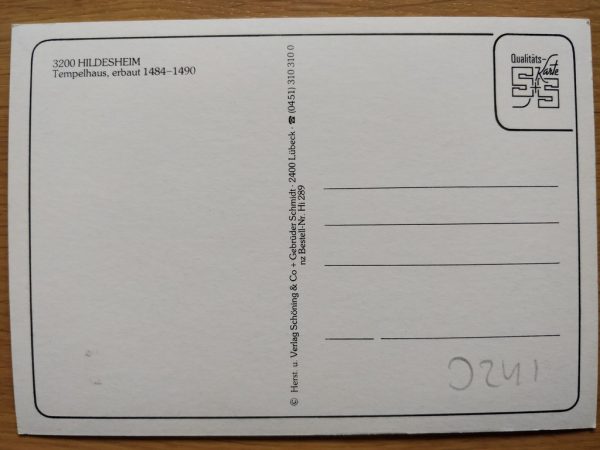 3200 HILDESHEIM
Tempelhaus, erbaut 1484–1490
© Herst. u. Verlag Schöning & Co + Gebrüder Schmidt · 2400 Lübeck · ☎ (0451) 310 310 0
nz Bestell-Nr. Hi 289
Qualitäts-
Karte
S+S